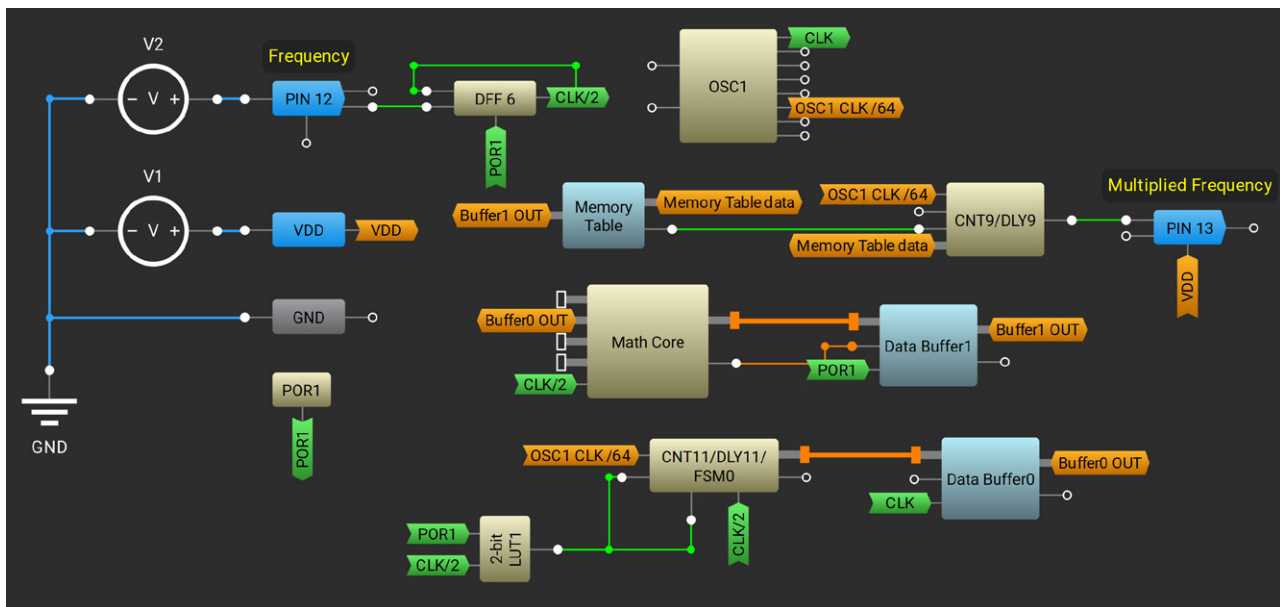 V2
Frequency
− V +
PIN 12
DFF 6
CLK/2
POR1
OSC1
CLK
OSC1 CLK /64
V1
− V +
VDD
VDD
Buffer1 OUT
Memory
Table
Memory Table data
OSC1 CLK /64
Memory Table data
CNT9/DLY9
Multiplied Frequency
PIN 13
VDD
GND
Buffer0 OUT
Math Core
CLK/2
POR1
Data Buffer1
Buffer1 OUT
POR1
POR1
GND
OSC1 CLK /64
CNT11/DLY11/
FSM0
CLK/2
Data Buffer0
Buffer0 OUT
CLK
POR1
CLK/2
2-bit
LUT1